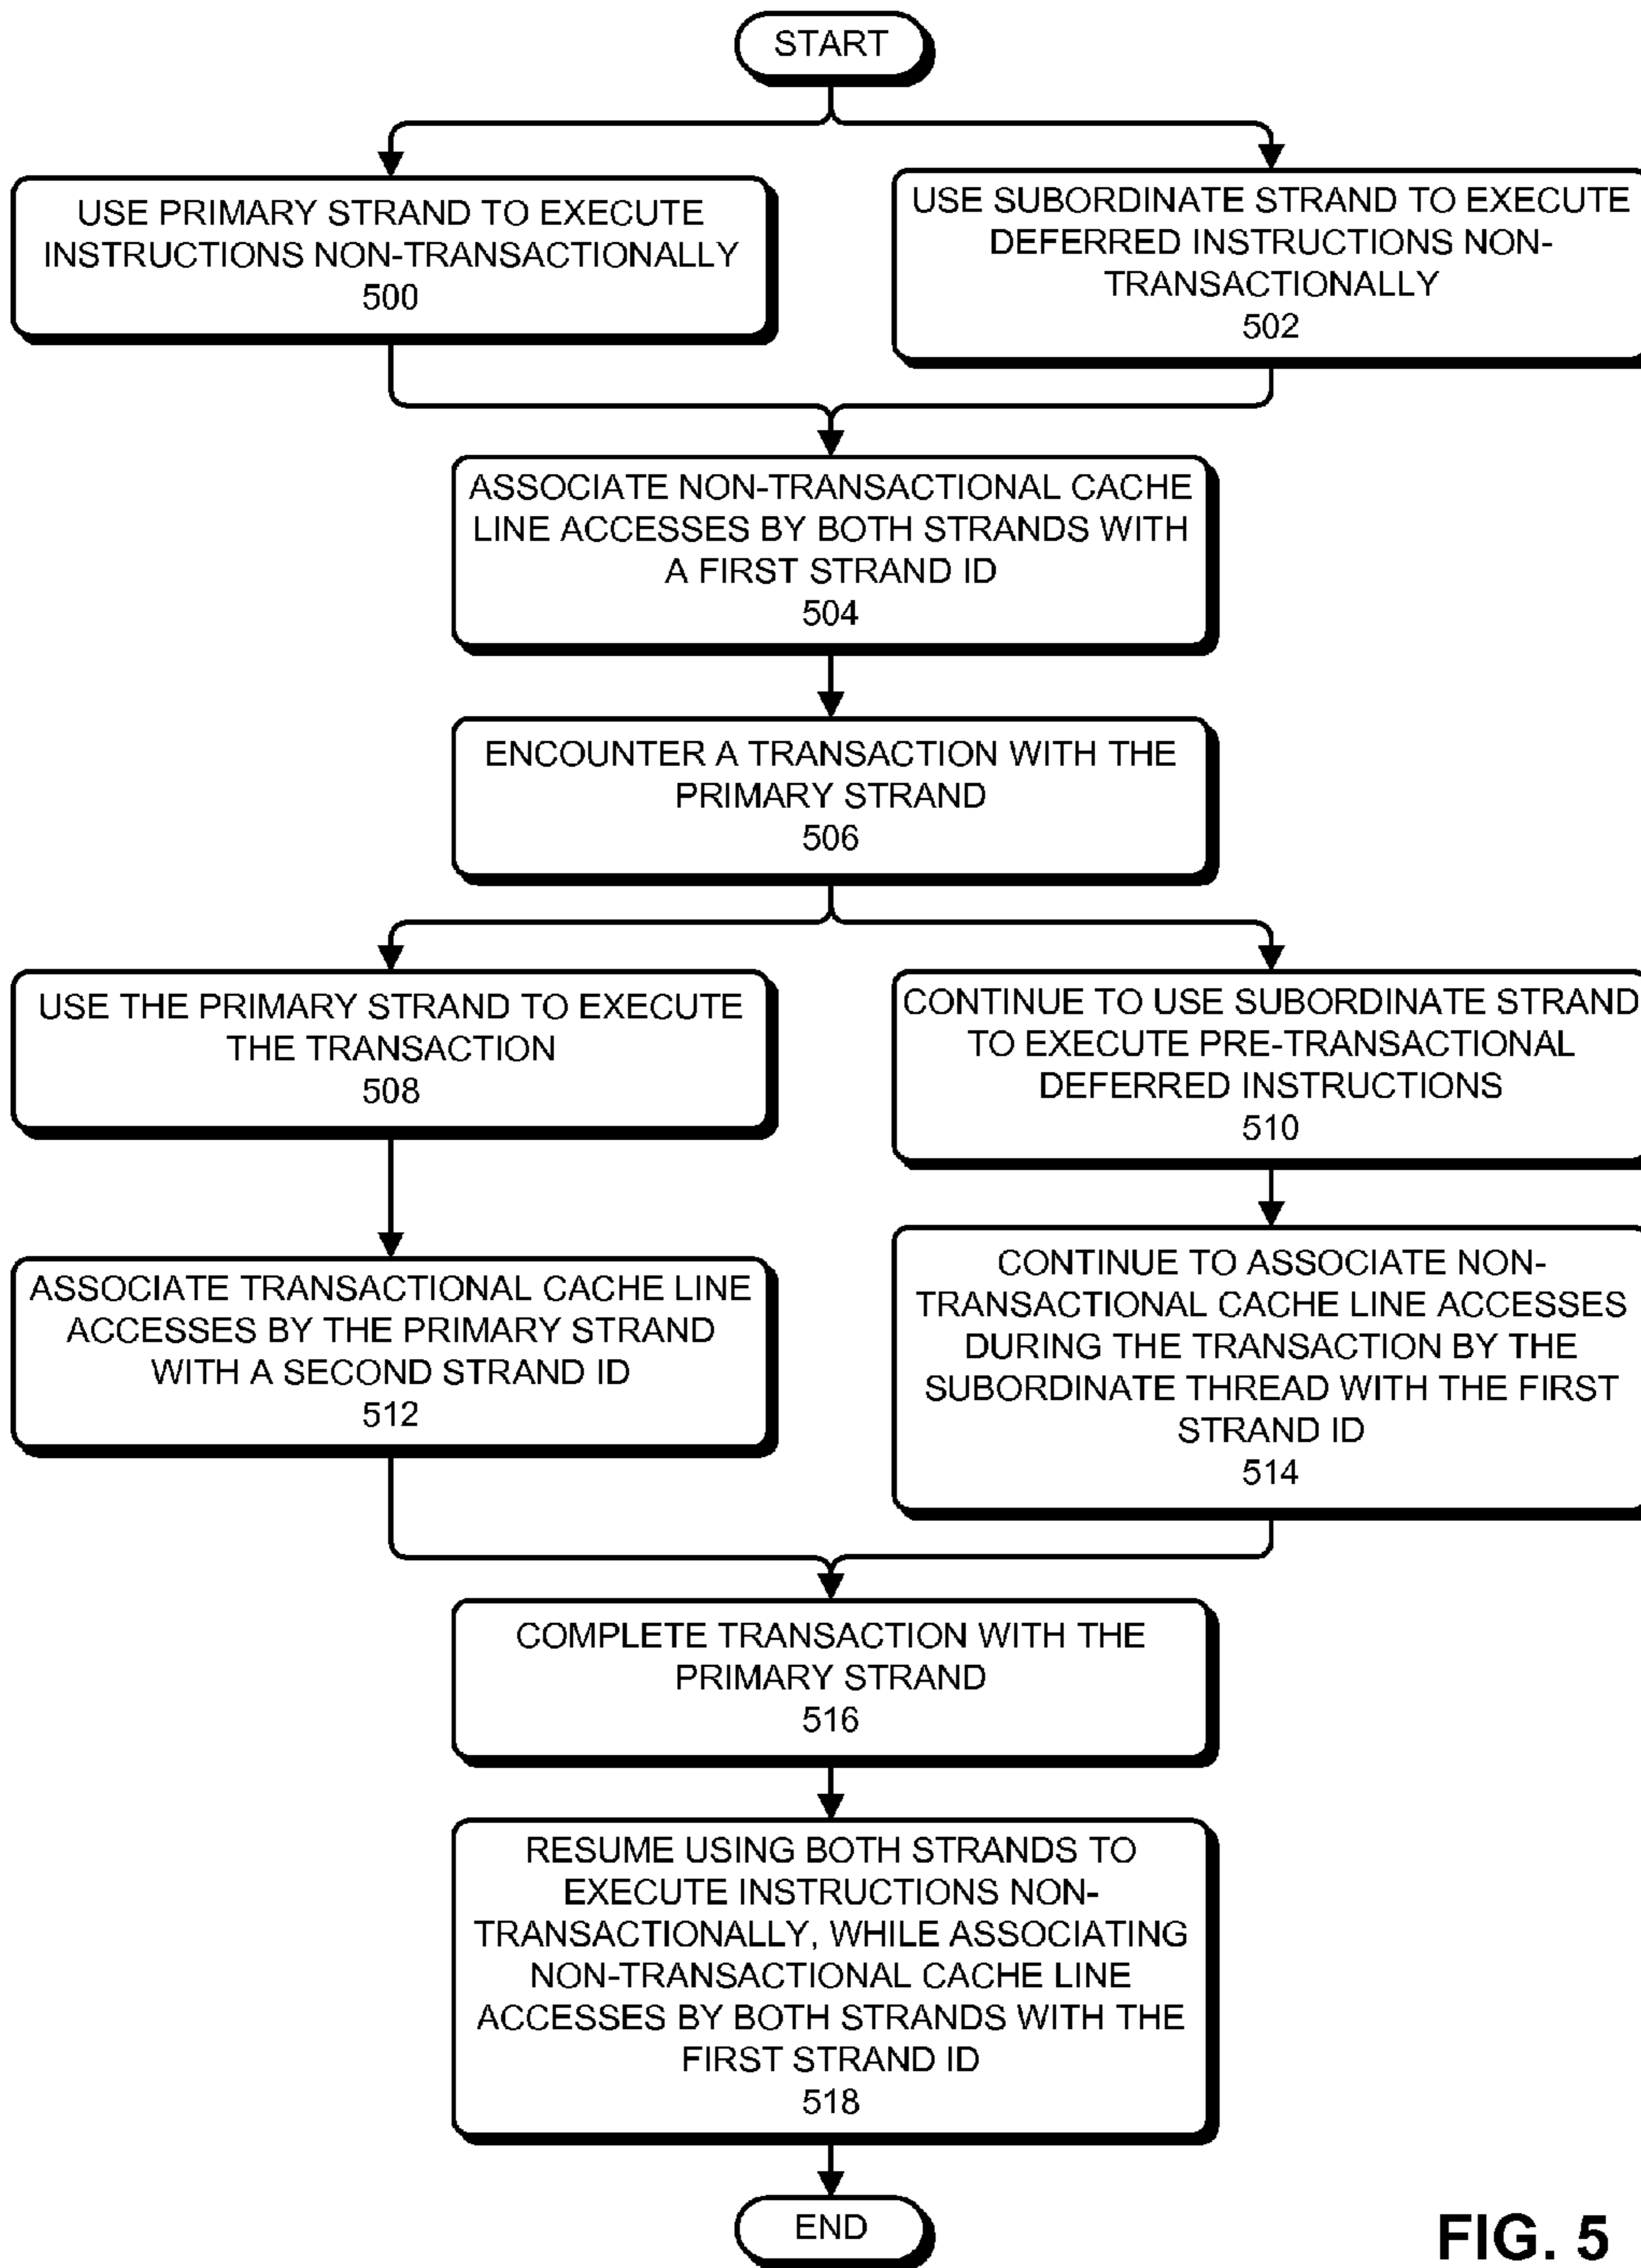 START
USE PRIMARY STRAND TO EXECUTE
INSTRUCTIONS NON-TRANSACTIONALLY
500
USE SUBORDINATE STRAND TO EXECUTE
DEFERRED INSTRUCTIONS NON-
TRANSACTIONALLY
502
ASSOCIATE NON-TRANSACTIONAL CACHE
LINE ACCESSES BY BOTH STRANDS WITH
A FIRST STRAND ID
504
ENCOUNTER A TRANSACTION WITH THE
PRIMARY STRAND
506
USE THE PRIMARY STRAND TO EXECUTE
THE TRANSACTION
508
CONTINUE TO USE SUBORDINATE STRAND
TO EXECUTE PRE-TRANSACTIONAL
DEFERRED INSTRUCTIONS
510
ASSOCIATE TRANSACTIONAL CACHE LINE
ACCESSES BY THE PRIMARY STRAND
WITH A SECOND STRAND ID
512
CONTINUE TO ASSOCIATE NON-
TRANSACTIONAL CACHE LINE ACCESSES
DURING THE TRANSACTION BY THE
SUBORDINATE THREAD WITH THE FIRST
STRAND ID
514
COMPLETE TRANSACTION WITH THE
PRIMARY STRAND
516
RESUME USING BOTH STRANDS TO
EXECUTE INSTRUCTIONS NON-
TRANSACTIONALLY, WHILE ASSOCIATING
NON-TRANSACTIONAL CACHE LINE
ACCESSES BY BOTH STRANDS WITH THE
FIRST STRAND ID
518
END
FIG. 5